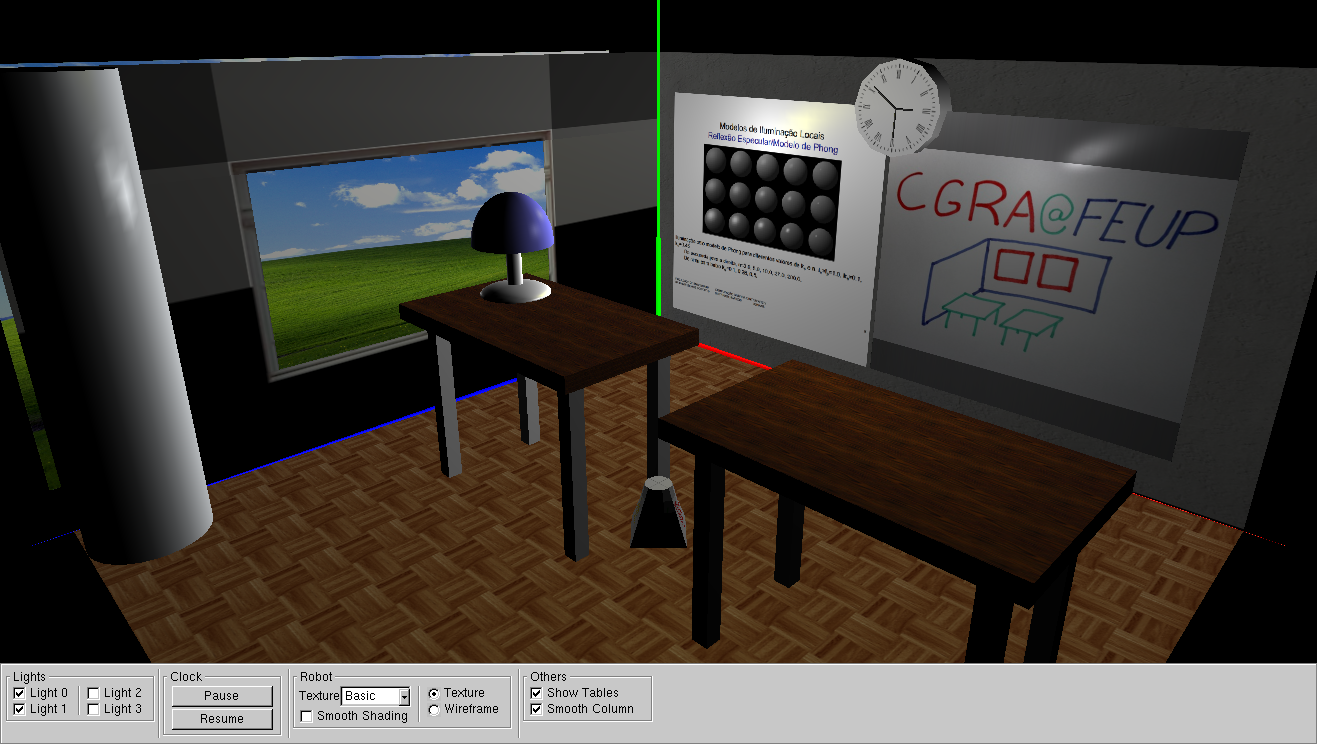 Modelos de Iluminação Locais
Reflexão Especular/Modelo de Phong
CGRA@FEUP
Lights
Light 0
Light 2
Light 1
Light 3
Clock
Pause
Resume
Robot
Texture Basic
Smooth Shading
Texture
Wireframe
Others
Show Tables
Smooth Column